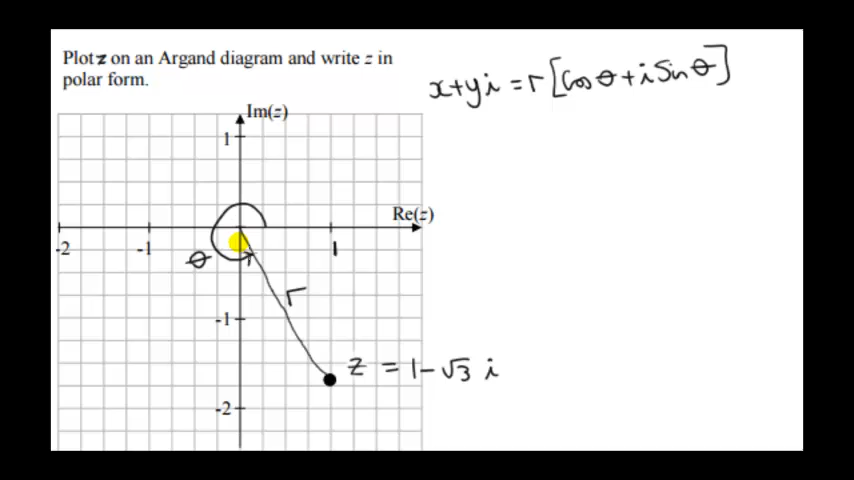 Plot z on an Argand diagram and write z in
polar form.
x+yi = r[Cos θ + i Sin θ]
Im(z)
1
Re(z)
-2
-1
1
θ
r
-1
z = 1-√3 i
-2